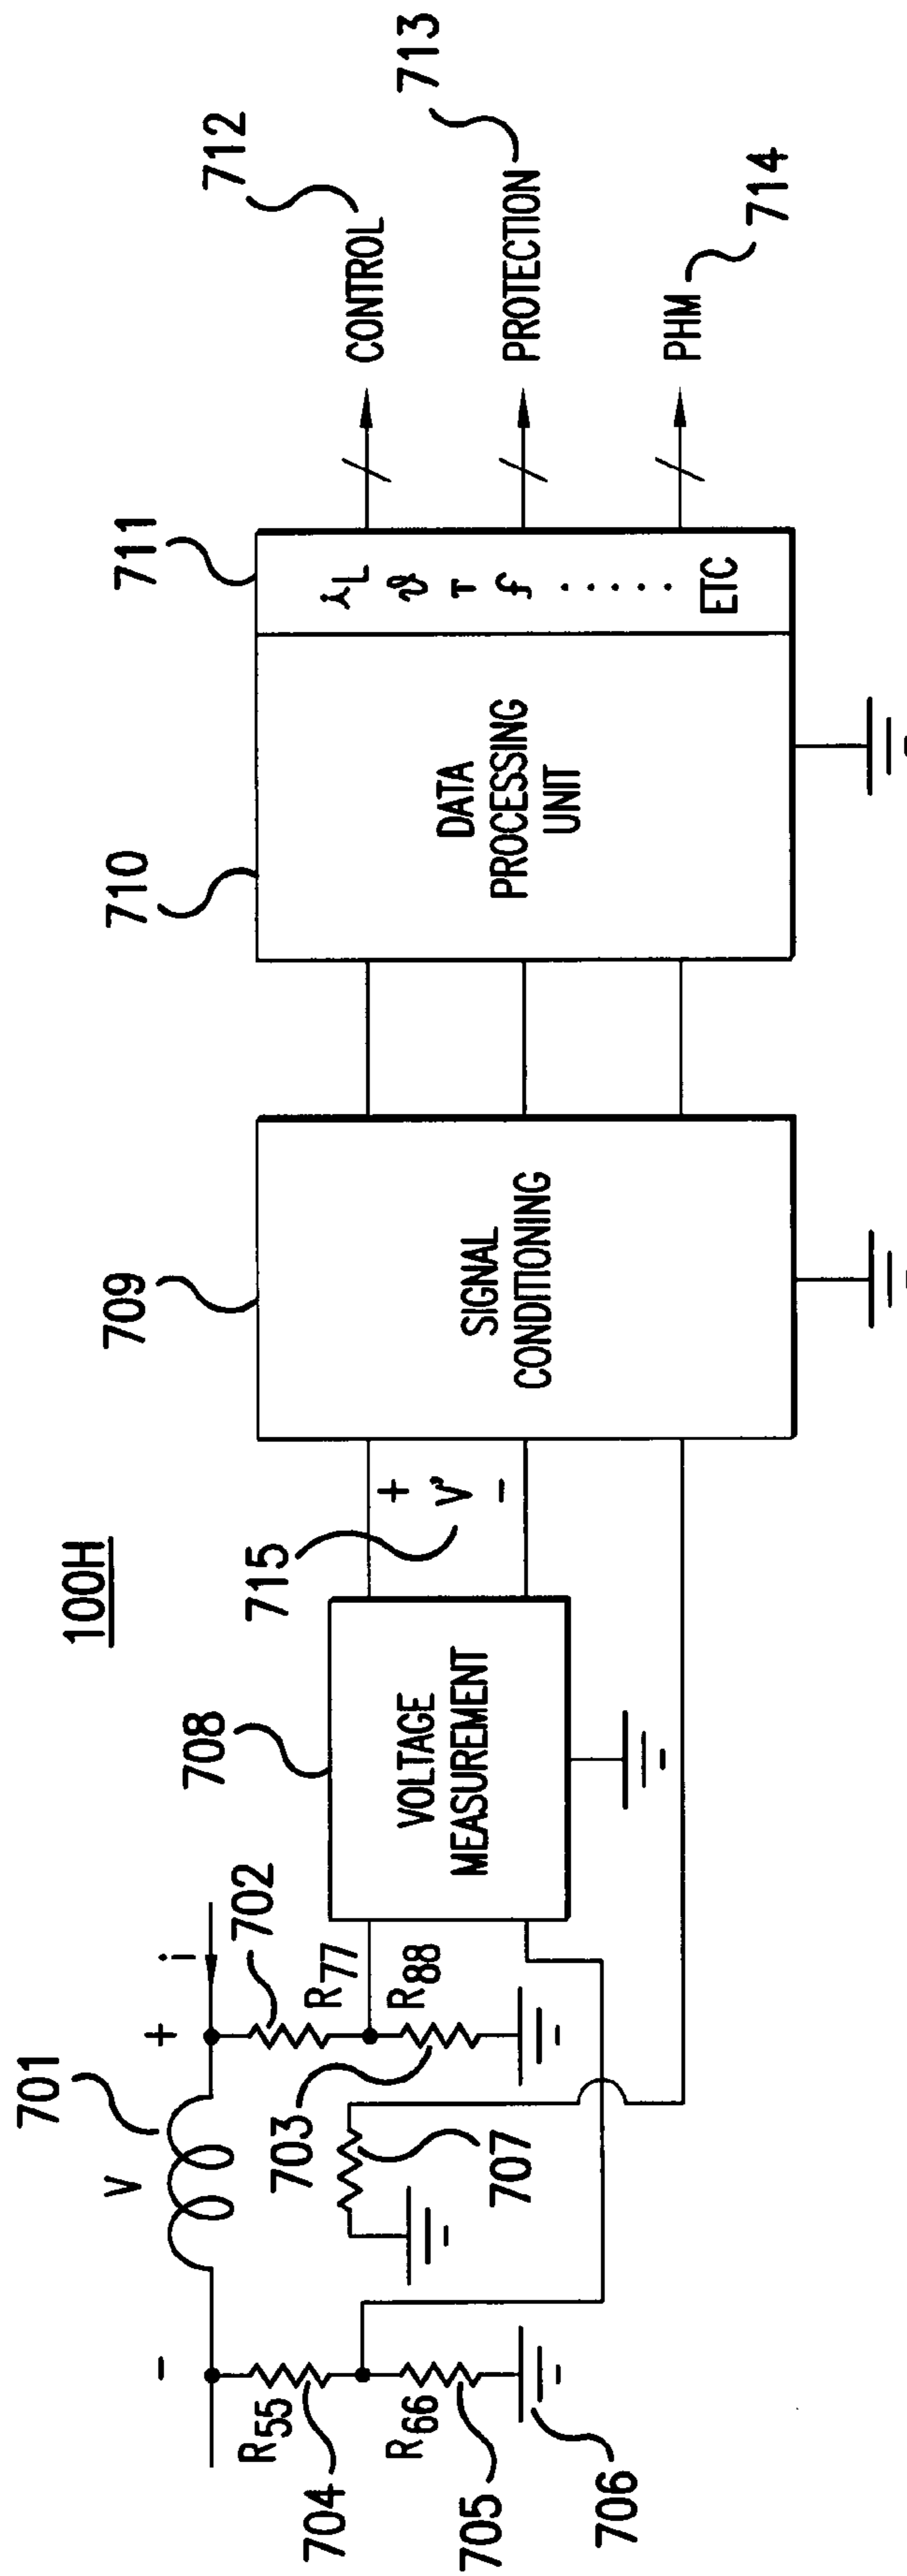 100H
701
V
-
+
i
702
R77
R88
703
707
R55
704
R66
705
706
708
VOLTAGE
MEASUREMENT
715
+
V'
-
709
SIGNAL
CONDITIONING
710
DATA
PROCESSING
UNIT
711
iL
ϑ
T
f
.....
ETC
712
CONTROL
713
PROTECTION
PHM
714